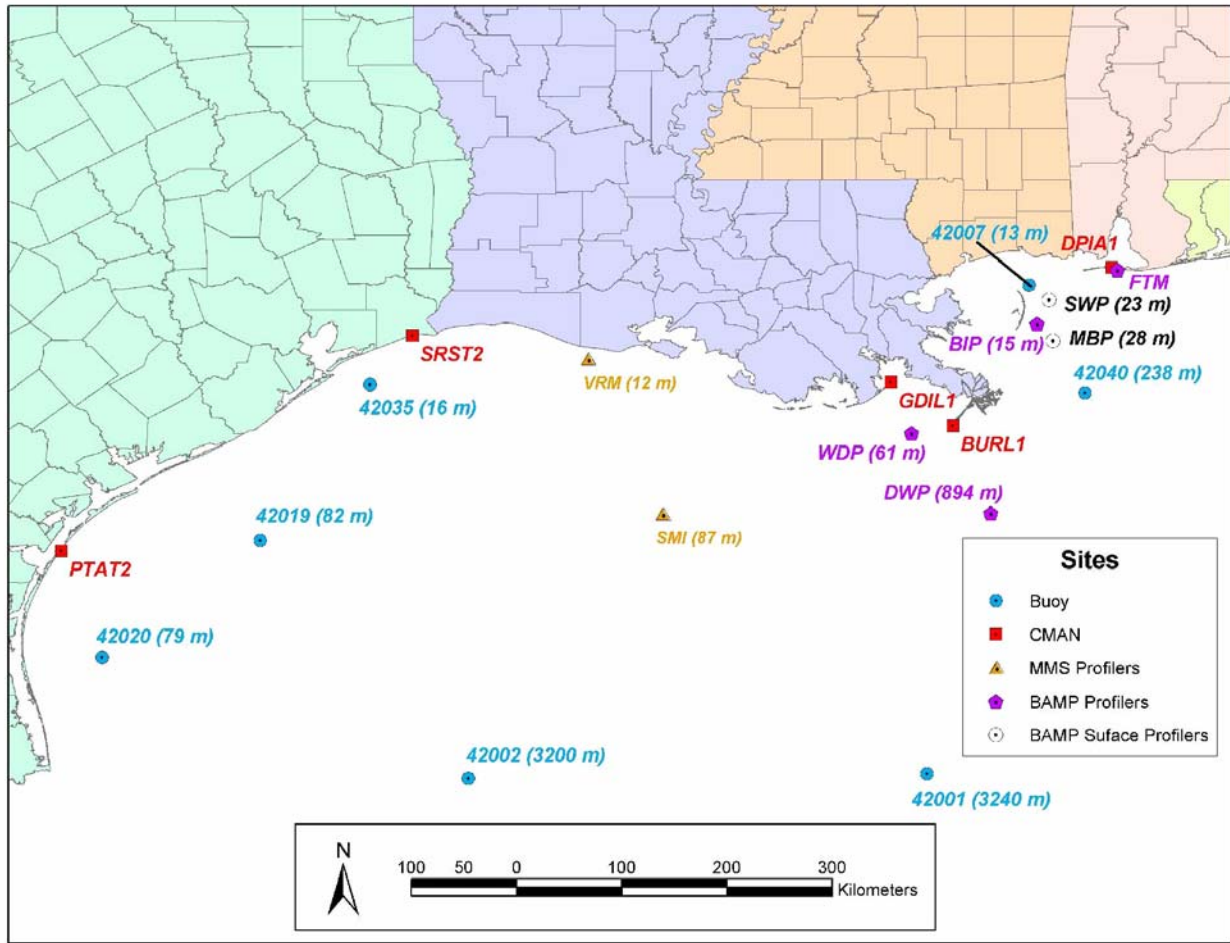 42007 (13 m)
DPIA1
FTM
SWP (23 m)
BIP (15 m)
MBP (28 m)
SRST2
VRM (12 m)
42040 (238 m)
42035 (16 m)
GDIL1
WDP (61 m)
BURL1
DWP (894 m)
42019 (82 m)
SMI (87 m)
PTAT2
42020 (79 m)
42002 (3200 m)
42001 (3240 m)
Sites
Buoy
CMAN
MMS Profilers
BAMP Profilers
BAMP Suface Profilers
N
100 50 0 100 200 300
Kilometers